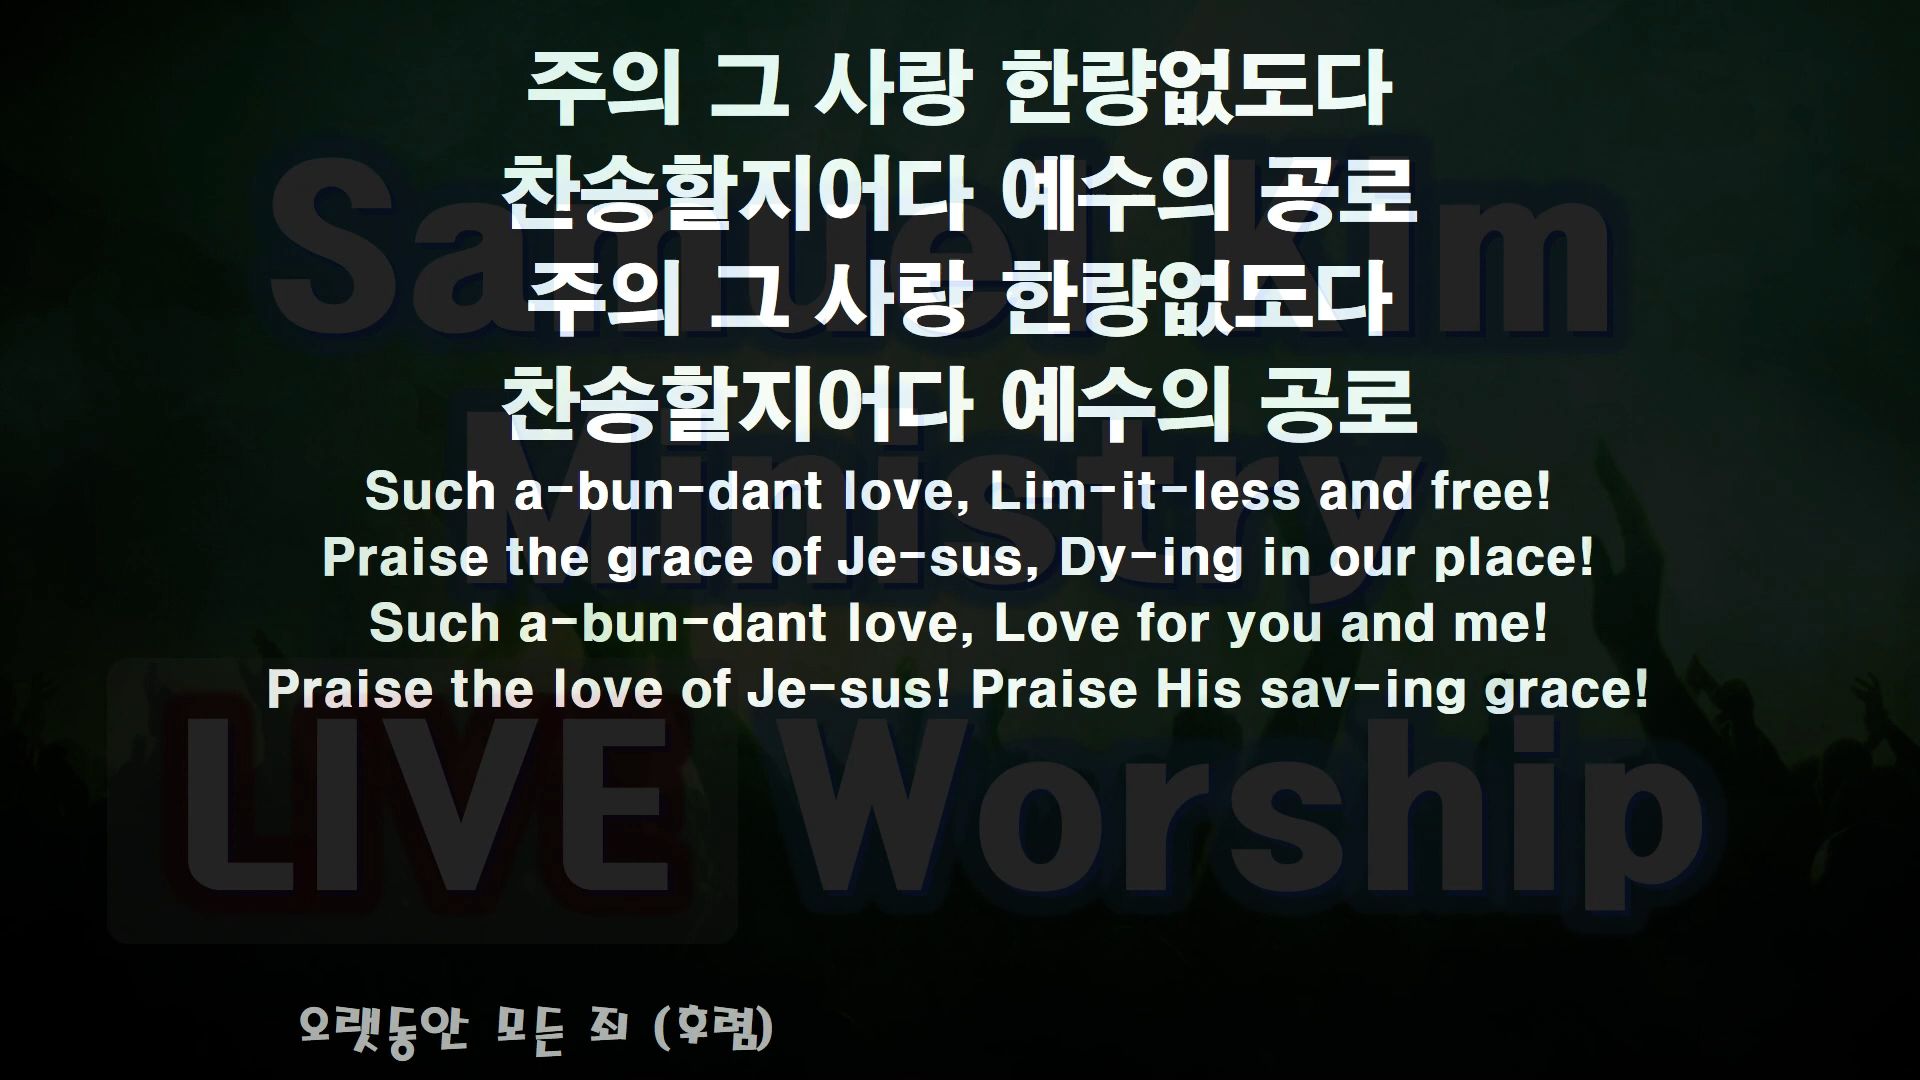 주의 그 사랑 한량없도다
찬송할지어다 예수의 공로
주의 그 사랑 한량없도다
찬송할지어다 예수의 공로
Such a-bun-dant love, Lim-it-less and free!
Praise the grace of Je-sus, Dy-ing in our place!
Such a-bun-dant love, Love for you and me!
Praise the love of Je-sus! Praise His sav-ing grace!
Samuel Kim
Ministry
LIVE Worship
오랫동안 모든 죄 (후렴)